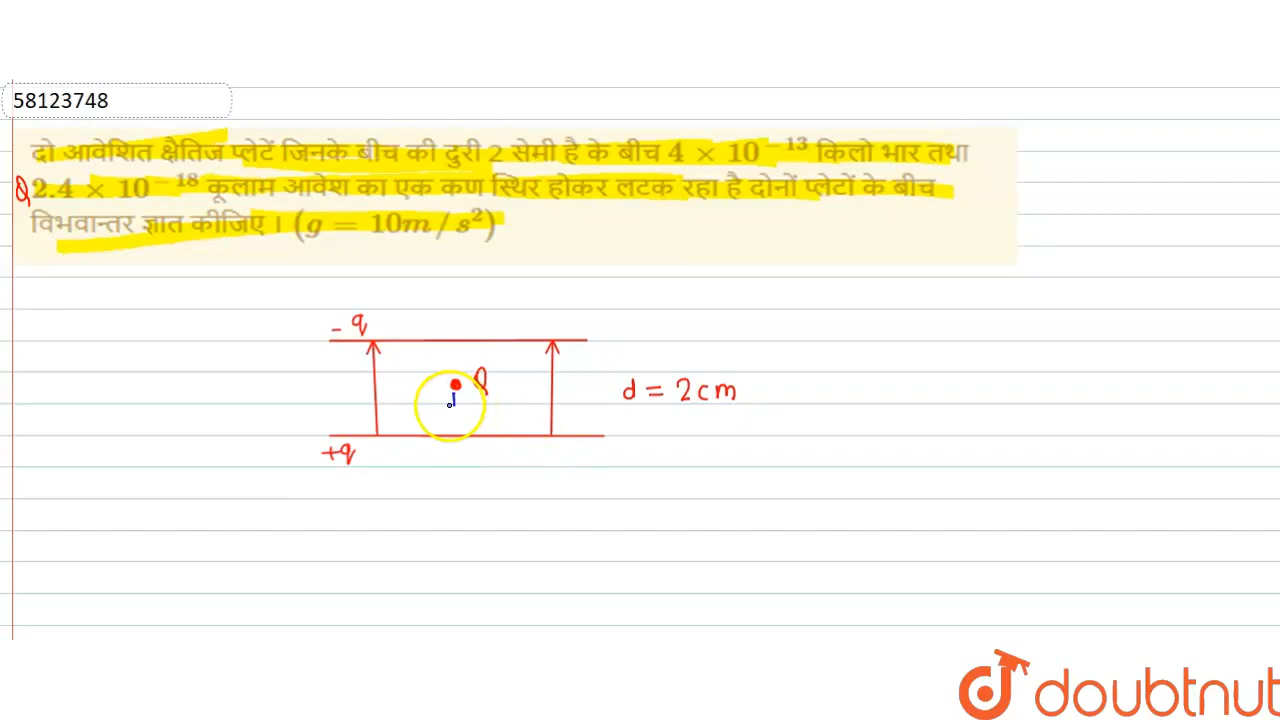 58123748
दो आवेशित क्षैतिज प्लेटें जिनके बीच की दुरी 2 सेमी है के बीच 4 × 10⁻¹³ किलो भार तथा
Q 2.4 × 10⁻¹⁸ कूलाम आवेश का एक कण स्थिर होकर लटक रहा है दोनों प्लेटों के बीच
विभवान्तर ज्ञात कीजिए । (g = 10m/s²)
- q
Q
d = 2cm
+q
doubtnut